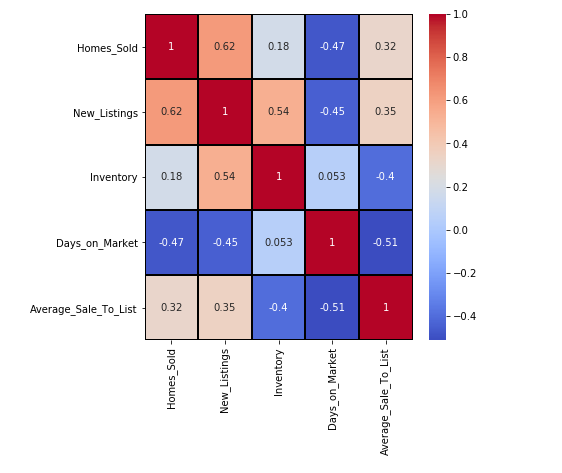 Homes_Sold 1 0.62 0.18 -0.47 0.32
New_Listings 0.62 1 0.54 -0.45 0.35
Inventory 0.18 0.54 1 0.053 -0.4
Days_on_Market -0.47 -0.45 0.053 1 -0.51
Average_Sale_To_List 0.32 0.35 -0.4 -0.51 1
Homes_Sold
New_Listings
Inventory
Days_on_Market
Average_Sale_To_List
1.0
0.8
0.6
0.4
0.2
0.0
−0.2
−0.4